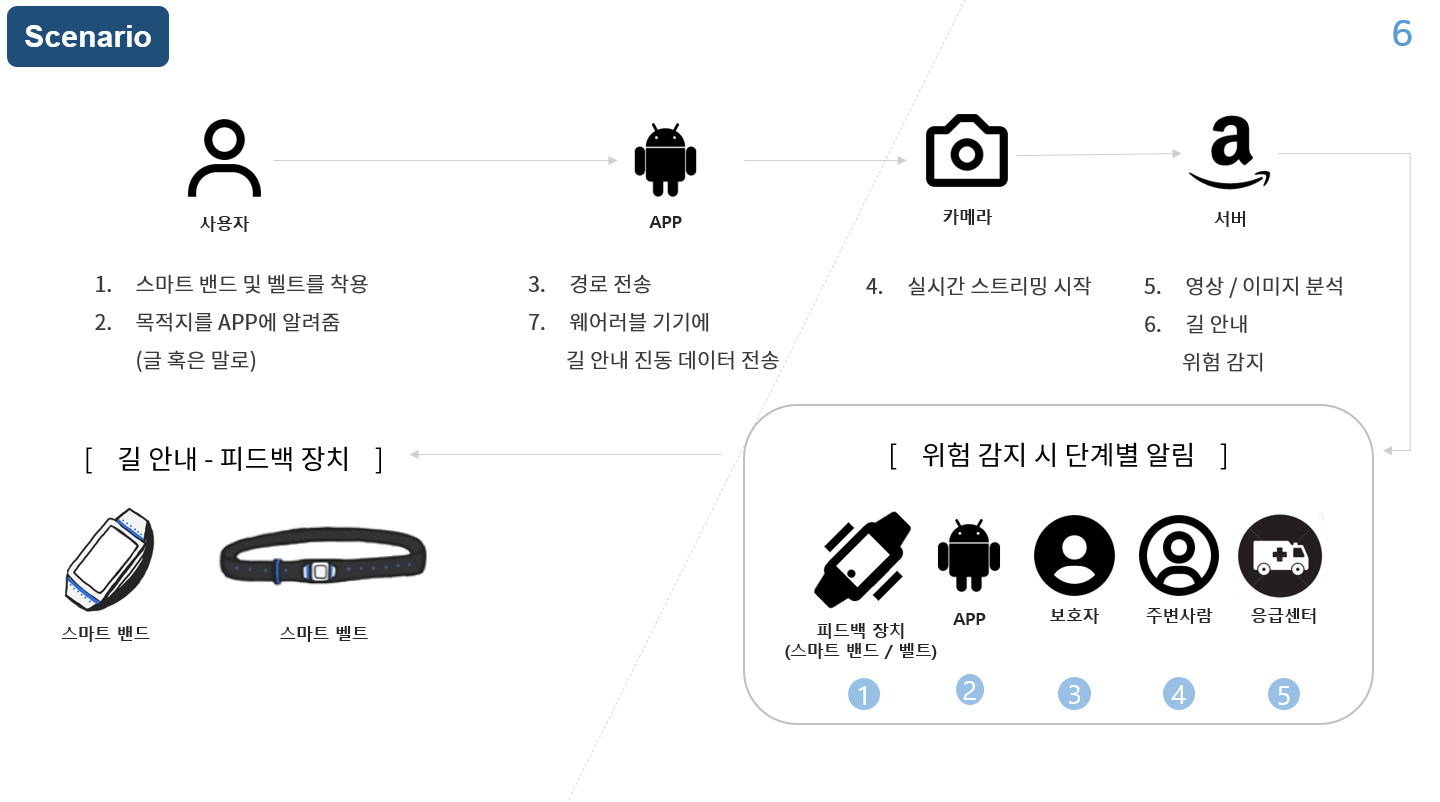 Scenario
6
사용자
APP
카메라
서버
1. 스마트 밴드 및 벨트를 착용
2. 목적지를 APP에 알려줌
(글 혹은 말로)
3. 경로 전송
7. 웨어러블 기기에
길 안내 진동 데이터 전송
4. 실시간 스트리밍 시작
5. 영상 / 이미지 분석
6. 길 안내
위험 감지
[ 길 안내 - 피드백 장치 ]
스마트 밴드
스마트 벨트
[ 위험 감지 시 단계별 알림 ]
피드백 장치
(스마트 밴드 / 벨트)
APP
보호자
주변사람
응급센터
1
2
3
4
5